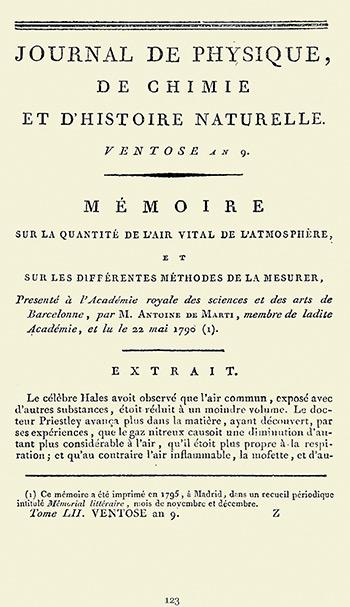 JOURNAL DE PHYSIQUE,
DE CHIMIE
ET D'HISTOIRE NATURELLE.
VENTOSE AN 9.
MÉMOIRE
SUR LA QUANTITÉ DE L'AIR VITAL DE L'ATMOSPHÈRE,
ET
SUR LES DIFFÉRENTES MÉTHODES DE LA MESURER,
Presenté à l'Académie royale des sciences et des arts de
Barcelonne, par M. ANTOINE DE MARTI, membre de ladite
Académie, et lu le 22 mai 1790 (1).
EXTRAIT.
Le célèbre Hales avoit observé que l'air commun, exposé avec
d'autres substances, étoit réduit à un moindre volume. Le doc-
teur Priestley avança plus dans la matière, ayant découvert, par
ses expériences, que le gaz nitreux causoit une diminution d'au-
tant plus considérable à l'air, qu'il étoit plus propre à la respi-
ration; et qu'au contraire l'air inflammable, la mofette, et d'au-
(1) Ce mémoire a été imprimé en 1795, à Madrid, dans un recueil périodique
intitulé Mémorial littéraire, mois de novembre et décembre.
Tome LII. VENTOSE an 9. Z
123